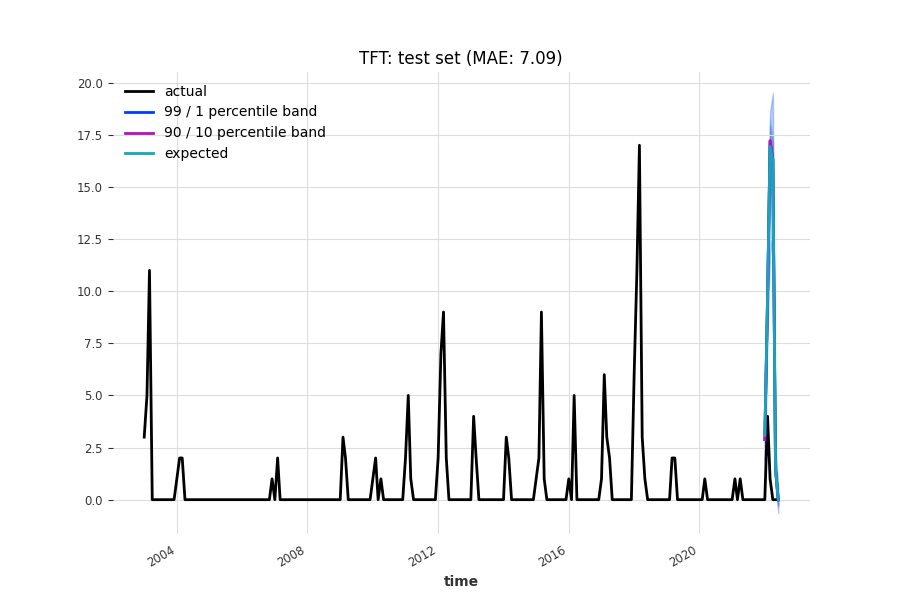 TFT: test set (MAE: 7.09)
actual
99 / 1 percentile band
90 / 10 percentile band
expected
20.0
17.5
15.0
12.5
10.0
7.5
5.0
2.5
0.0
2004
2008
2012
2016
2020
time